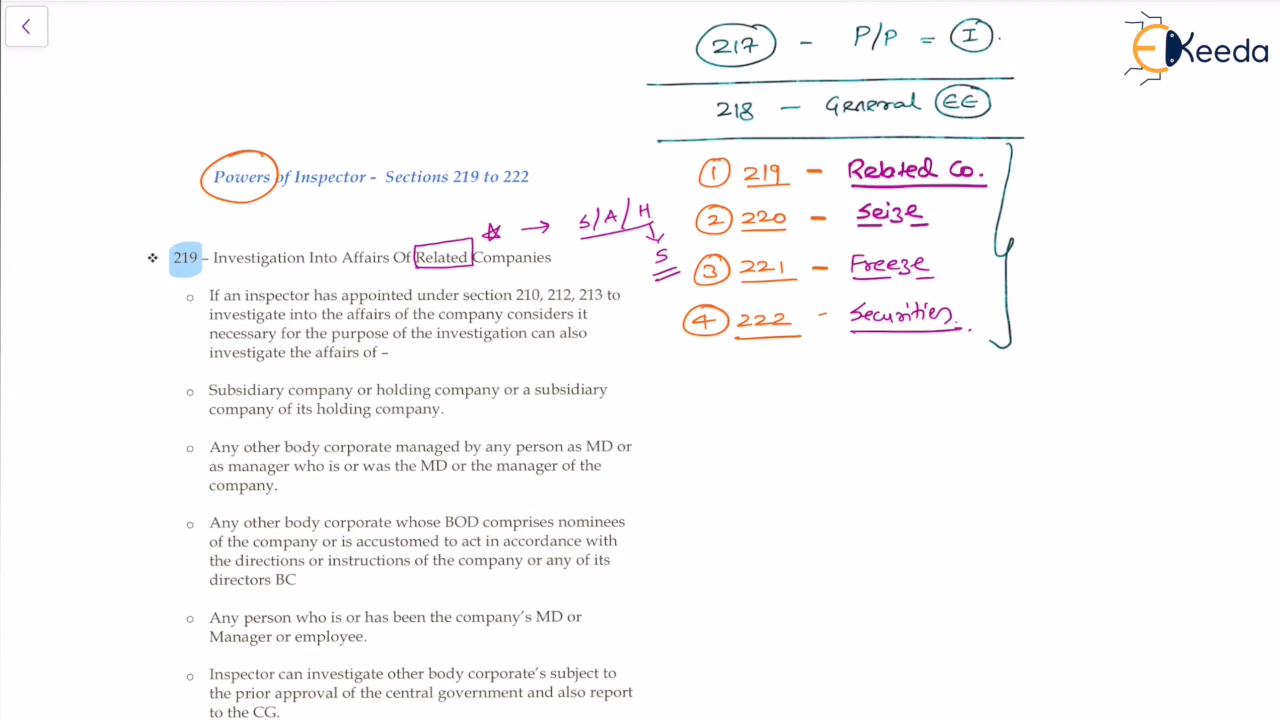 217 - P/P = I.
EKeeda
218 - General EE
Powers of Inspector - Sections 219 to 222
1 219 - Related Co.
2 220 - Seize
3 221 - Freeze
4 222 - Securities.
→ S/A/H
S
❖ 219 – Investigation Into Affairs Of Related Companies
o If an inspector has appointed under section 210, 212, 213 to
investigate into the affairs of the company considers it
necessary for the purpose of the investigation can also
investigate the affairs of –
o Subsidiary company or holding company or a subsidiary
company of its holding company.
o Any other body corporate managed by any person as MD or
as manager who is or was the MD or the manager of the
company.
o Any other body corporate whose BOD comprises nominees
of the company or is accustomed to act in accordance with
the directions or instructions of the company or any of its
directors BC
o Any person who is or has been the company's MD or
Manager or employee.
o Inspector can investigate other body corporate's subject to
the prior approval of the central government and also report
to the CG.